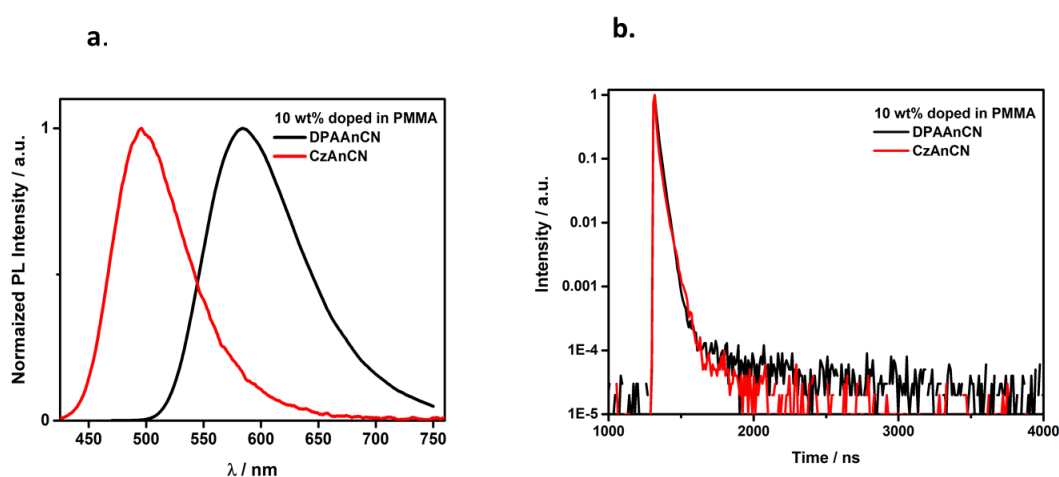 a.
Normaized PL Intensity / a.u.
1
0
10 wt% doped in PMMA
DPAAnCN
CzAnCN
450 500 550 600 650 700 750
λ / nm
b.
Intensity / a.u.
1
0.1
0.01
0.001
1E-4
1E-5
10 wt% doped in PMMA
DPAAnCN
CzAnCN
1000 2000 3000 4000
Time / ns